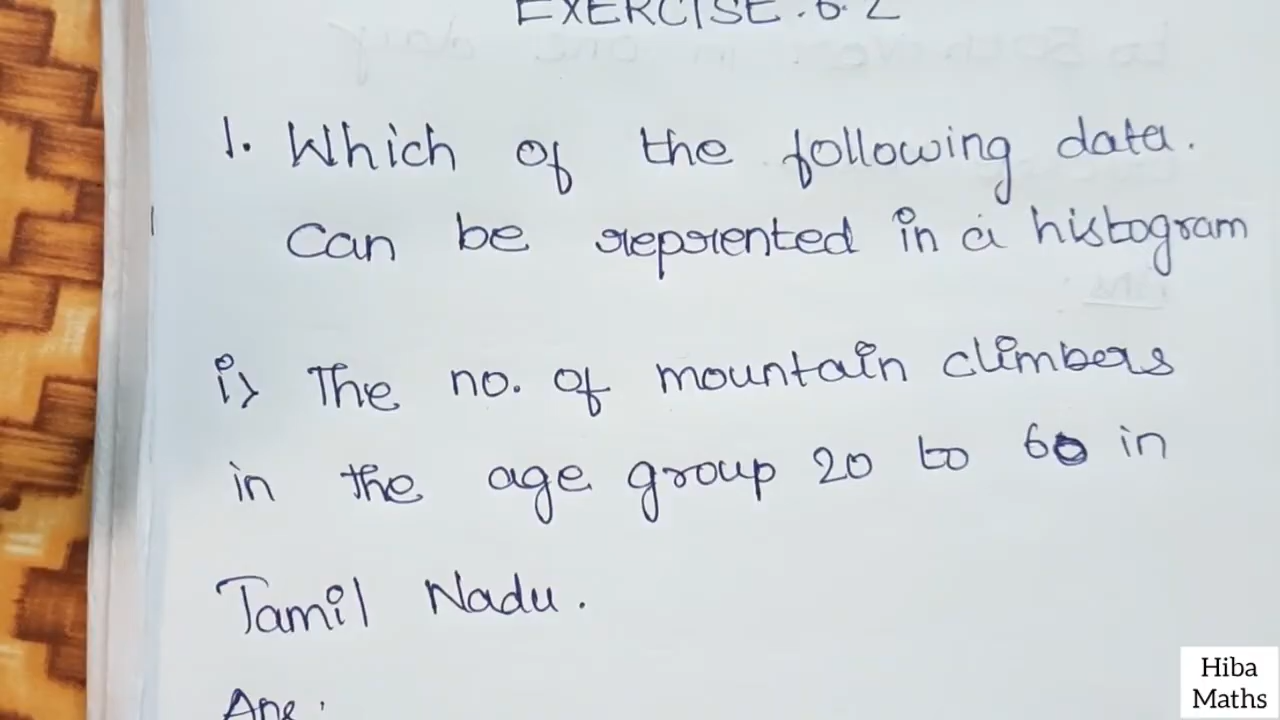 EXERCISE.6.2
1. Which of the following data.
Can be reprented in a histogram
i) The no. of mountain climbers
in the age group 20 to 60 in
Tamil Nadu.
Ans:
Hiba
Maths